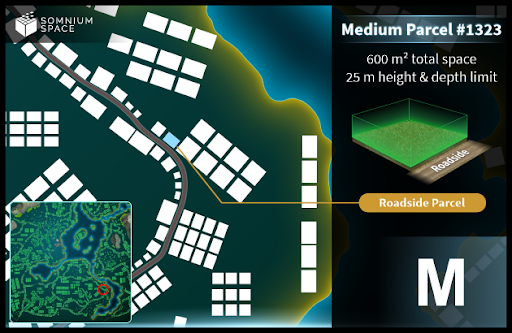 SOMNIUM
SPACE
Medium Parcel #1323
600 m² total space
25 m height & depth limit
Roadside
Roadside Parcel
M